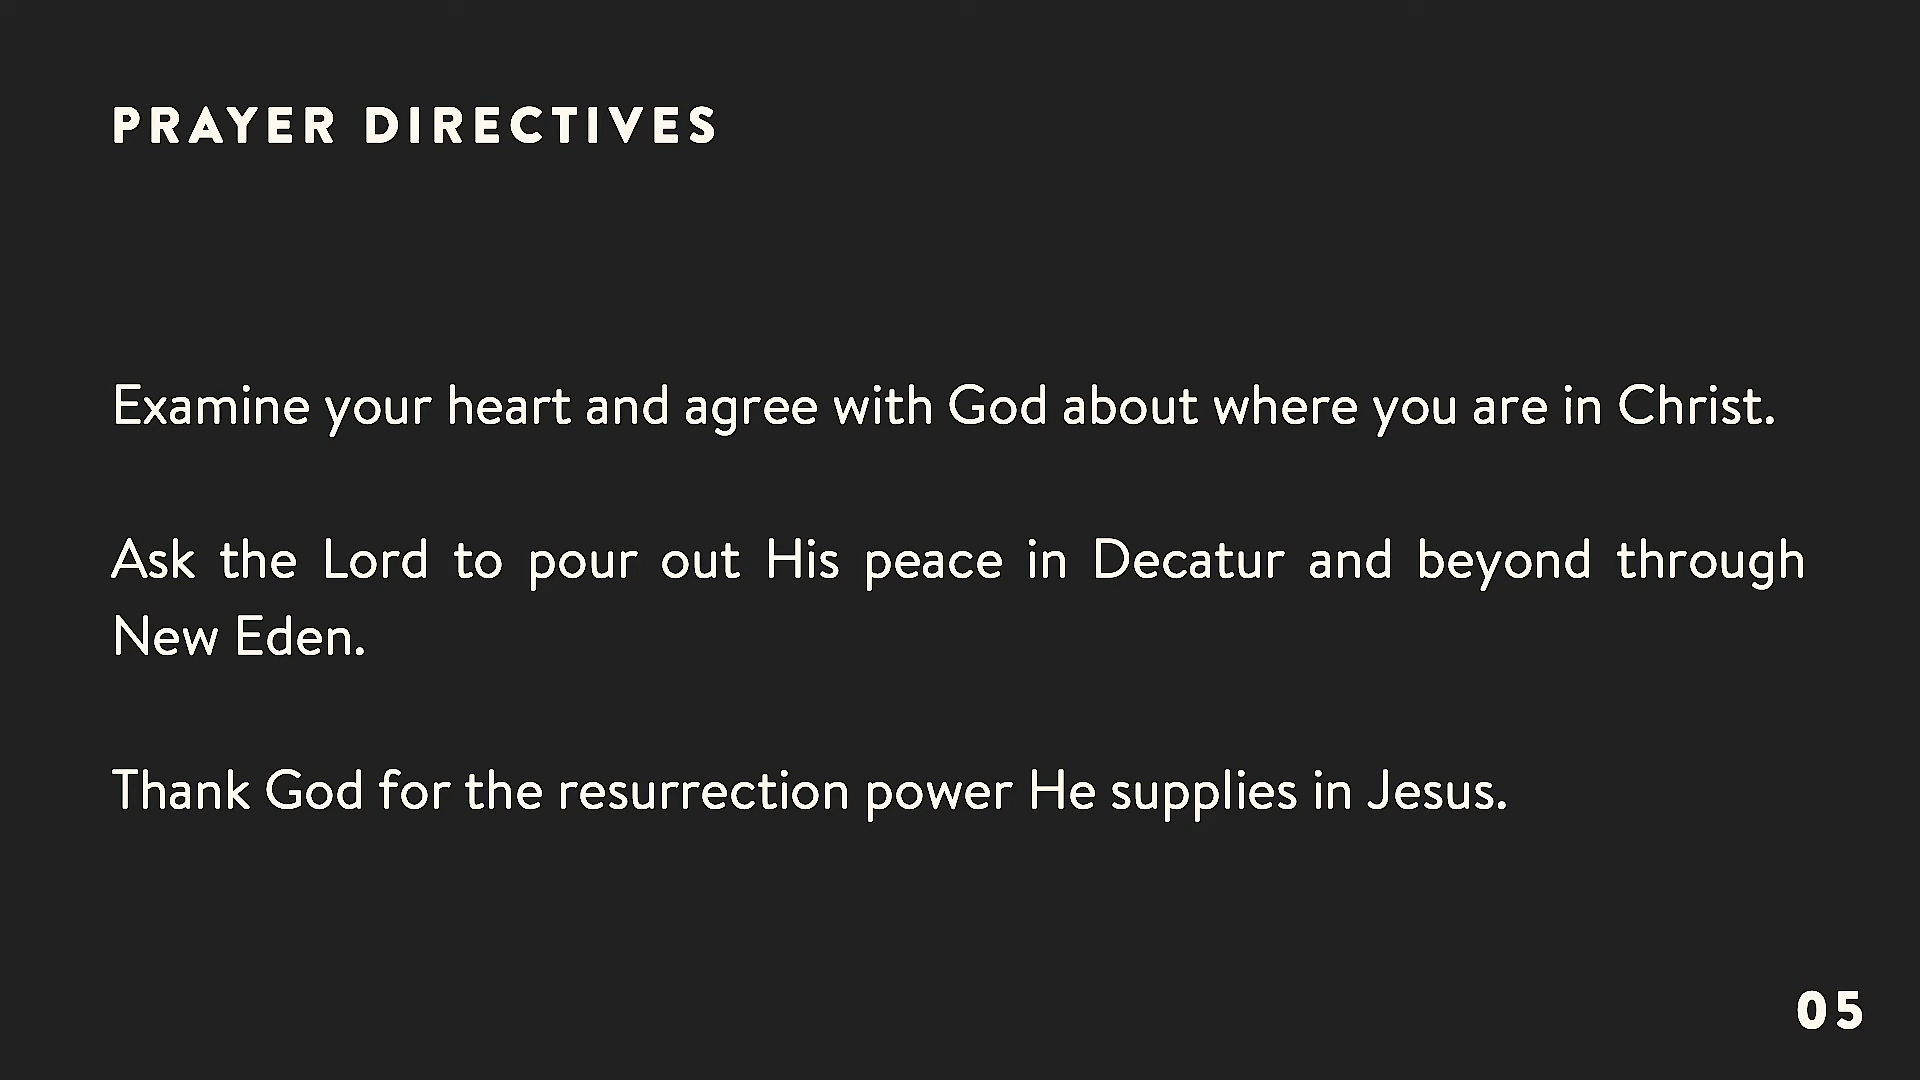 PRAYER DIRECTIVES
Examine your heart and agree with God about where you are in Christ.
Ask the Lord to pour out His peace in Decatur and beyond through
New Eden.
Thank God for the resurrection power He supplies in Jesus.
05